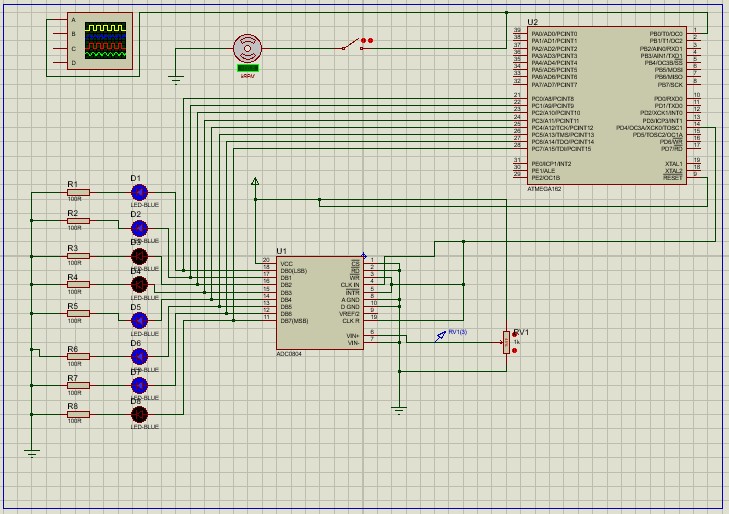 A
B
C
D
kRPM
U2
39 PA0/AD0/PCINT0 PB0/T0/OC0 1
38 PA1/AD1/PCINT1 PB1/T1/OC2 2
37 PA2/AD2/PCINT2 PB2/AIN0/RXD1 3
36 PA3/AD3/PCINT3 PB3/AIN1/TXD1 4
35 PA4/AD4/PCINT4 PB4/OC3B/SS 5
34 PA5/AD5/PCINT5 PB5/MOSI 6
33 PA6/AD6/PCINT6 PB6/MISO 7
32 PA7/AD7/PCINT7 PB7/SCK 8
21 PC0/A8/PCINT8 PD0/RXD0 10
22 PC1/A9/PCINT9 PD1/TXD0 11
23 PC2/A10/PCINT10 PD2/XCK1/INT0 12
24 PC3/A11/PCINT11 PD3/ICP3/INT1 13
25 PC4/A12/TCK/PCINT12 PD4/OC3A/XCK0/TOSC1 14
26 PC5/A13/TMS/PCINT13 PD5/TOSC2/OC1A 15
27 PC6/A14/TDO/PCINT14 PD6/WR 16
28 PC7/A15/TDI/PCINT15 PD7/RD 17
31 PE0/ICP1/INT2 XTAL1 19
30 PE1/ALE XTAL2 18
29 PE2/OC1B RESET 9
ATMEGA162
R1 D1
100R LED-BLUE
R2 D2
100R LED-BLUE
R3 D3
100R LED-BLUE
R4 D4
100R LED-BLUE
R5 D5
100R LED-BLUE
R6 D6
100R LED-BLUE
R7 D7
100R LED-BLUE
R8 D8
100R LED-BLUE
U1
20 VCC CS 1
18 DB0(LSB) RD 2
17 DB1 WR 3
16 DB2 CLK IN 4
15 DB3 INTR 5
14 DB4 A GND 8
13 DB5 D GND 10
12 DB6 VREF/2 9
11 DB7(MSB) CLK R 19
VIN+ 6
VIN- 7
ADC0804
RV1(3)
RV1
1k